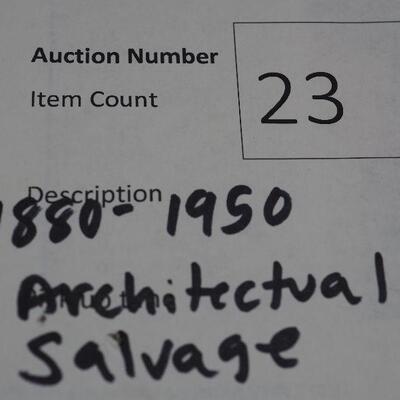 Auction Number
Item Count
23
Description
1880-1950
Architectual
Salvage